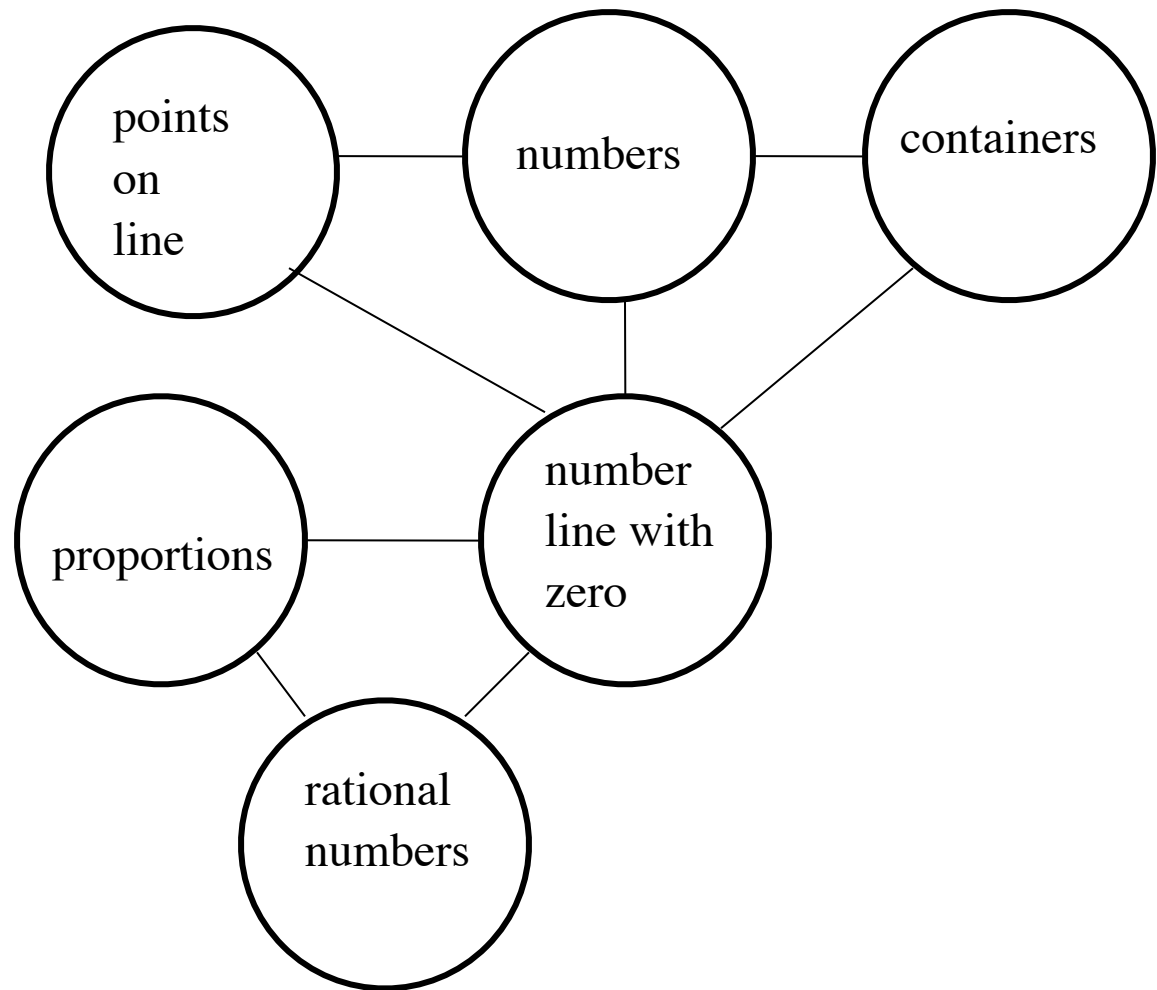 points
on
line
numbers
containers
proportions
number
line with
zero
rational
numbers